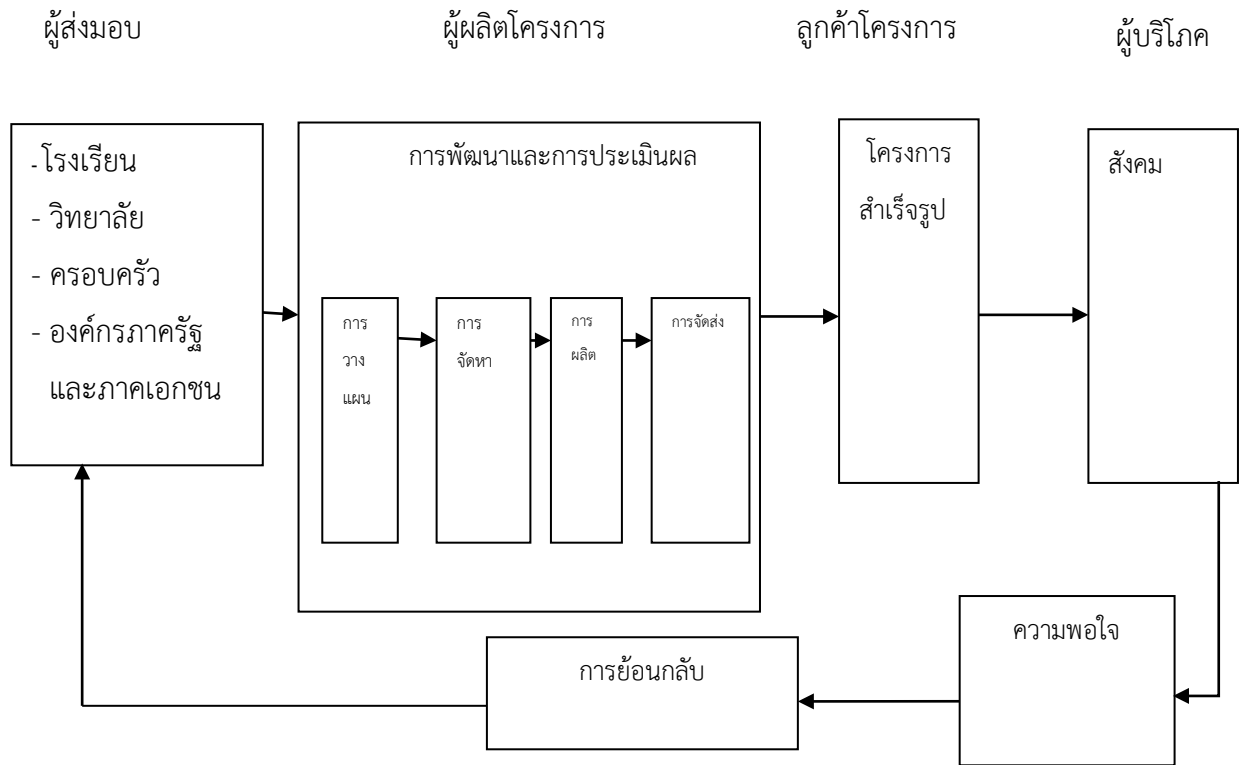 ผู้ส่งมอบ
ผู้ผลิตโครงการ
ลูกค้าโครงการ
ผู้บริโภค
- โรงเรียน
- วิทยาลัย
- ครอบครัว
- องค์กรภาครัฐ
และภาคเอกชน
การพัฒนาและการประเมินผล
การ
วาง
แผน
การ
จัดหา
การ
ผลิต
การจัดส่ง
โครงการ
สำเร็จรูป
สังคม
ความพอใจ
การย้อนกลับ